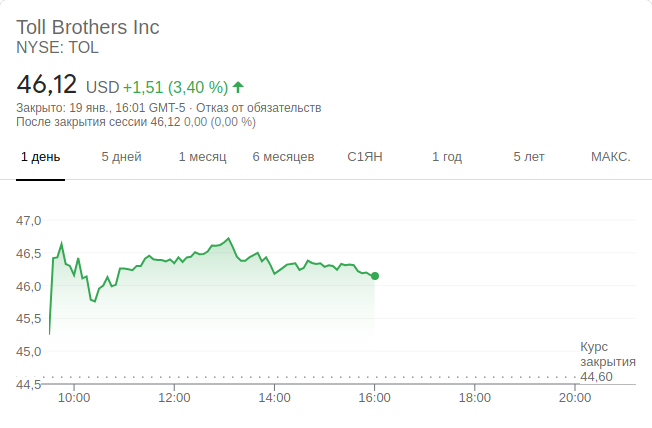 Toll Brothers Inc
NYSE: TOL
46,12 USD +1,51 (3,40 %)
Закрыто: 19 янв., 16:01 GMT-5 · Отказ от обязательств
После закрытия сессии 46,12 0,00 (0,00 %)
1 день 5 дней 1 месяц 6 месяцев С1ЯН 1 год 5 лет МАКС.
47,0
46,5
46,0
45,5
45,0
44,5
Курс
закрытия
44,60
10:00 12:00 14:00 16:00 18:00 20:00